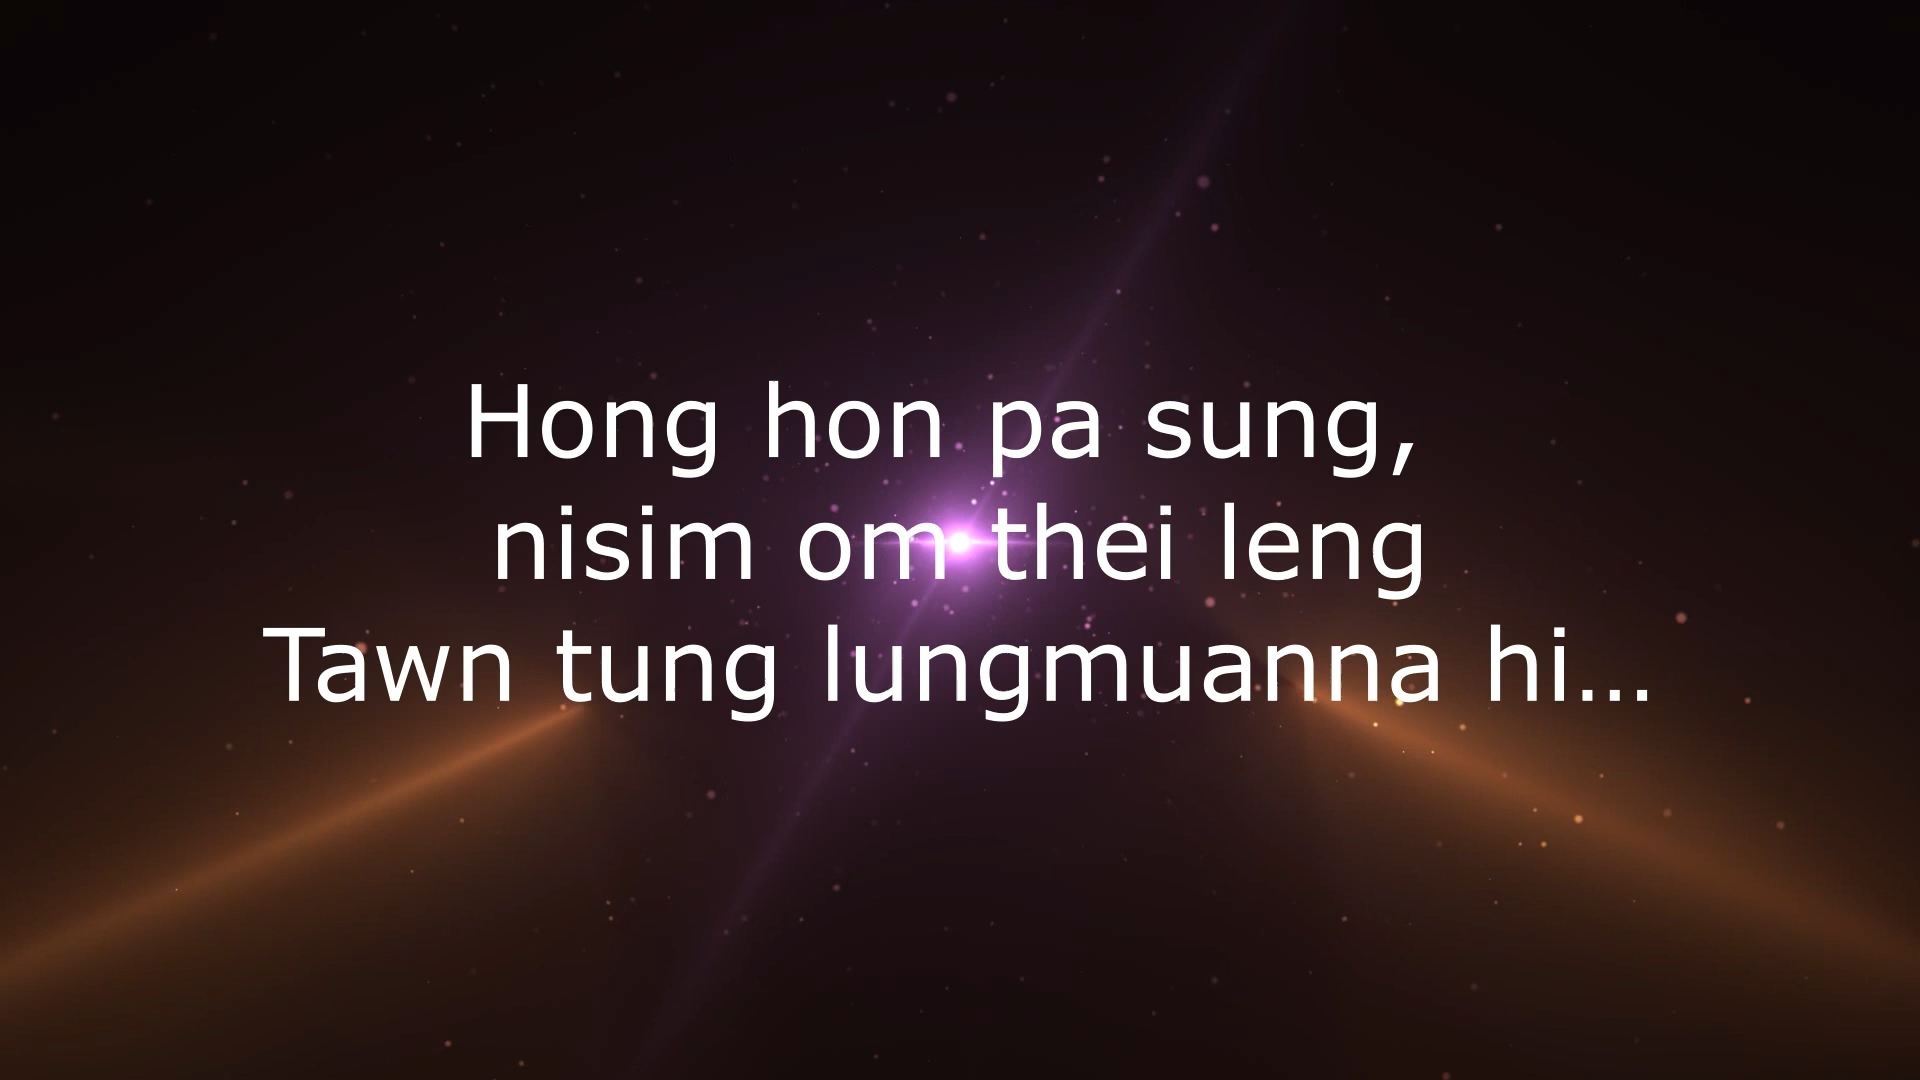 Hong hon pa sung,
nisim om thei leng
Tawn tung lungmuanna hi...